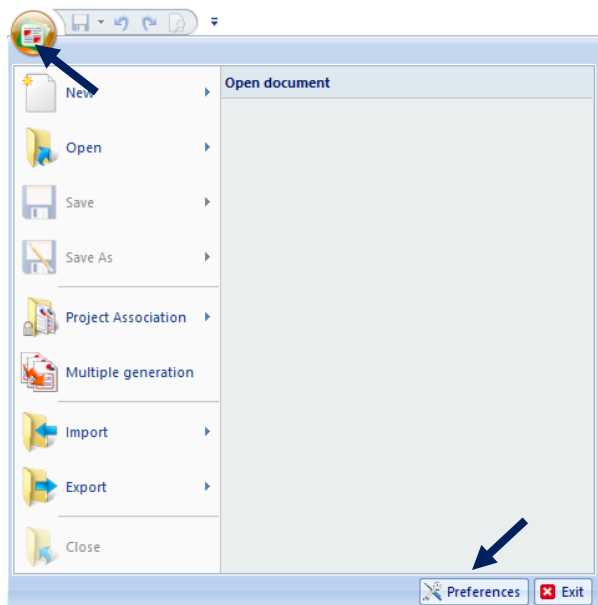 New
Open document
Open
Save
Save As
Project Association
Multiple generation
Import
Export
Close
Preferences
Exit